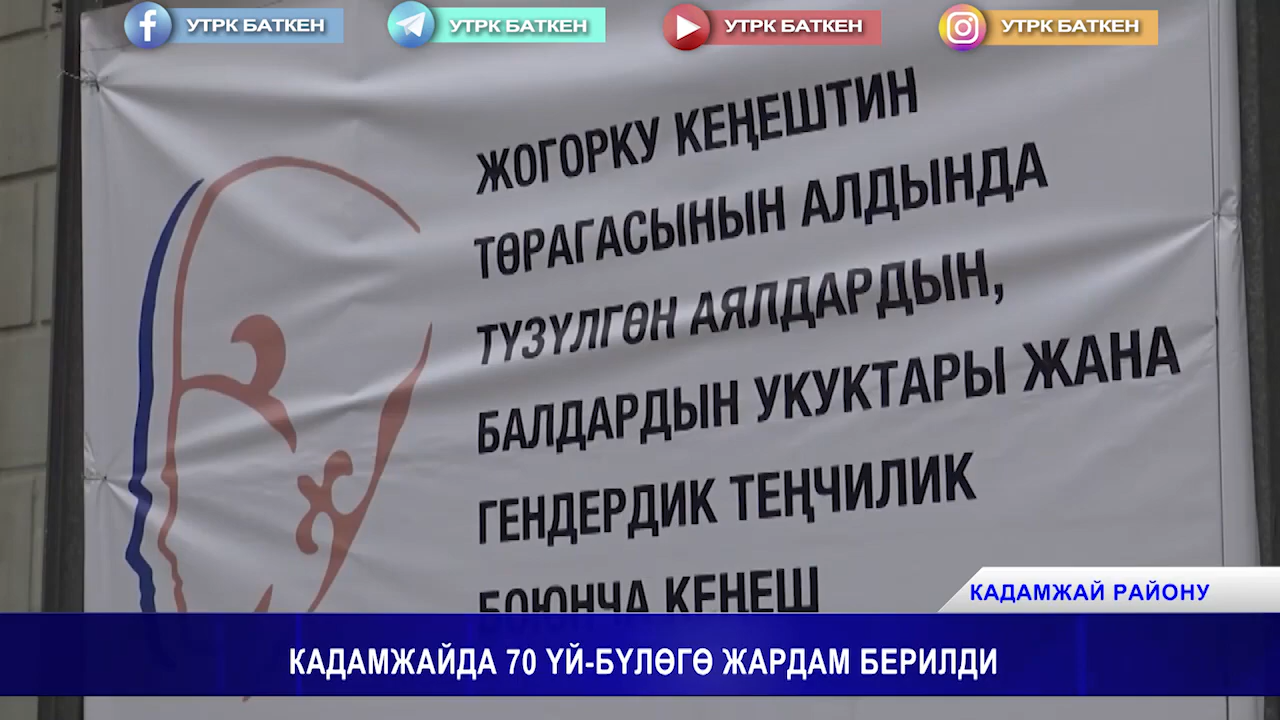 УТРК БАТКЕН УТРК БАТКЕН УТРК БАТКЕН УТРК БАТКЕН
ЖОГОРКУ КЕҢЕШТИН
ТӨРАГАСЫНЫН АЛДЫНДА
ТҮЗҮЛГӨН АЯЛДАРДЫН,
БАЛДАРДЫН УКУКТАРЫ ЖАНА
ГЕНДЕРДИК ТЕҢЧИЛИК
БОЮНЧА КЕҢЕШ
КАДАМЖАЙ РАЙОНУ
КАДАМЖАЙДА 70 ҮЙ-БҮЛӨГӨ ЖАРДАМ БЕРИЛДИ